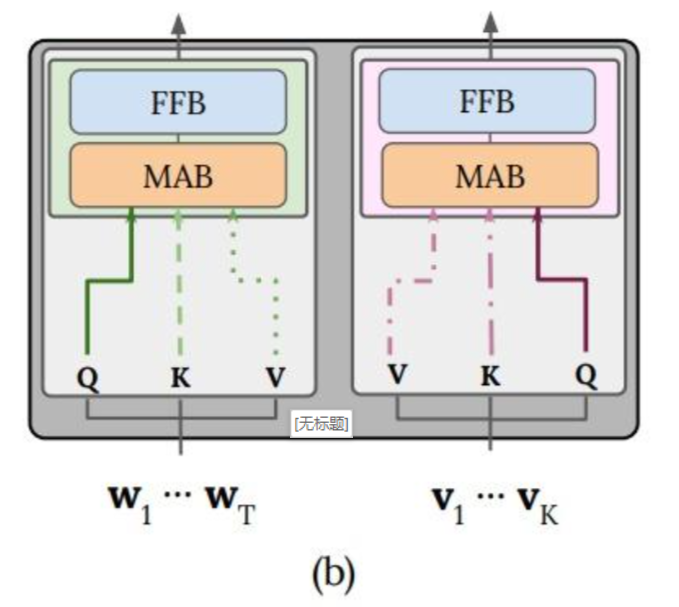 FFB FFB
MAB MAB
Q K V V K Q
[无标题]
w1 ··· wT v1 ··· vK
(b)